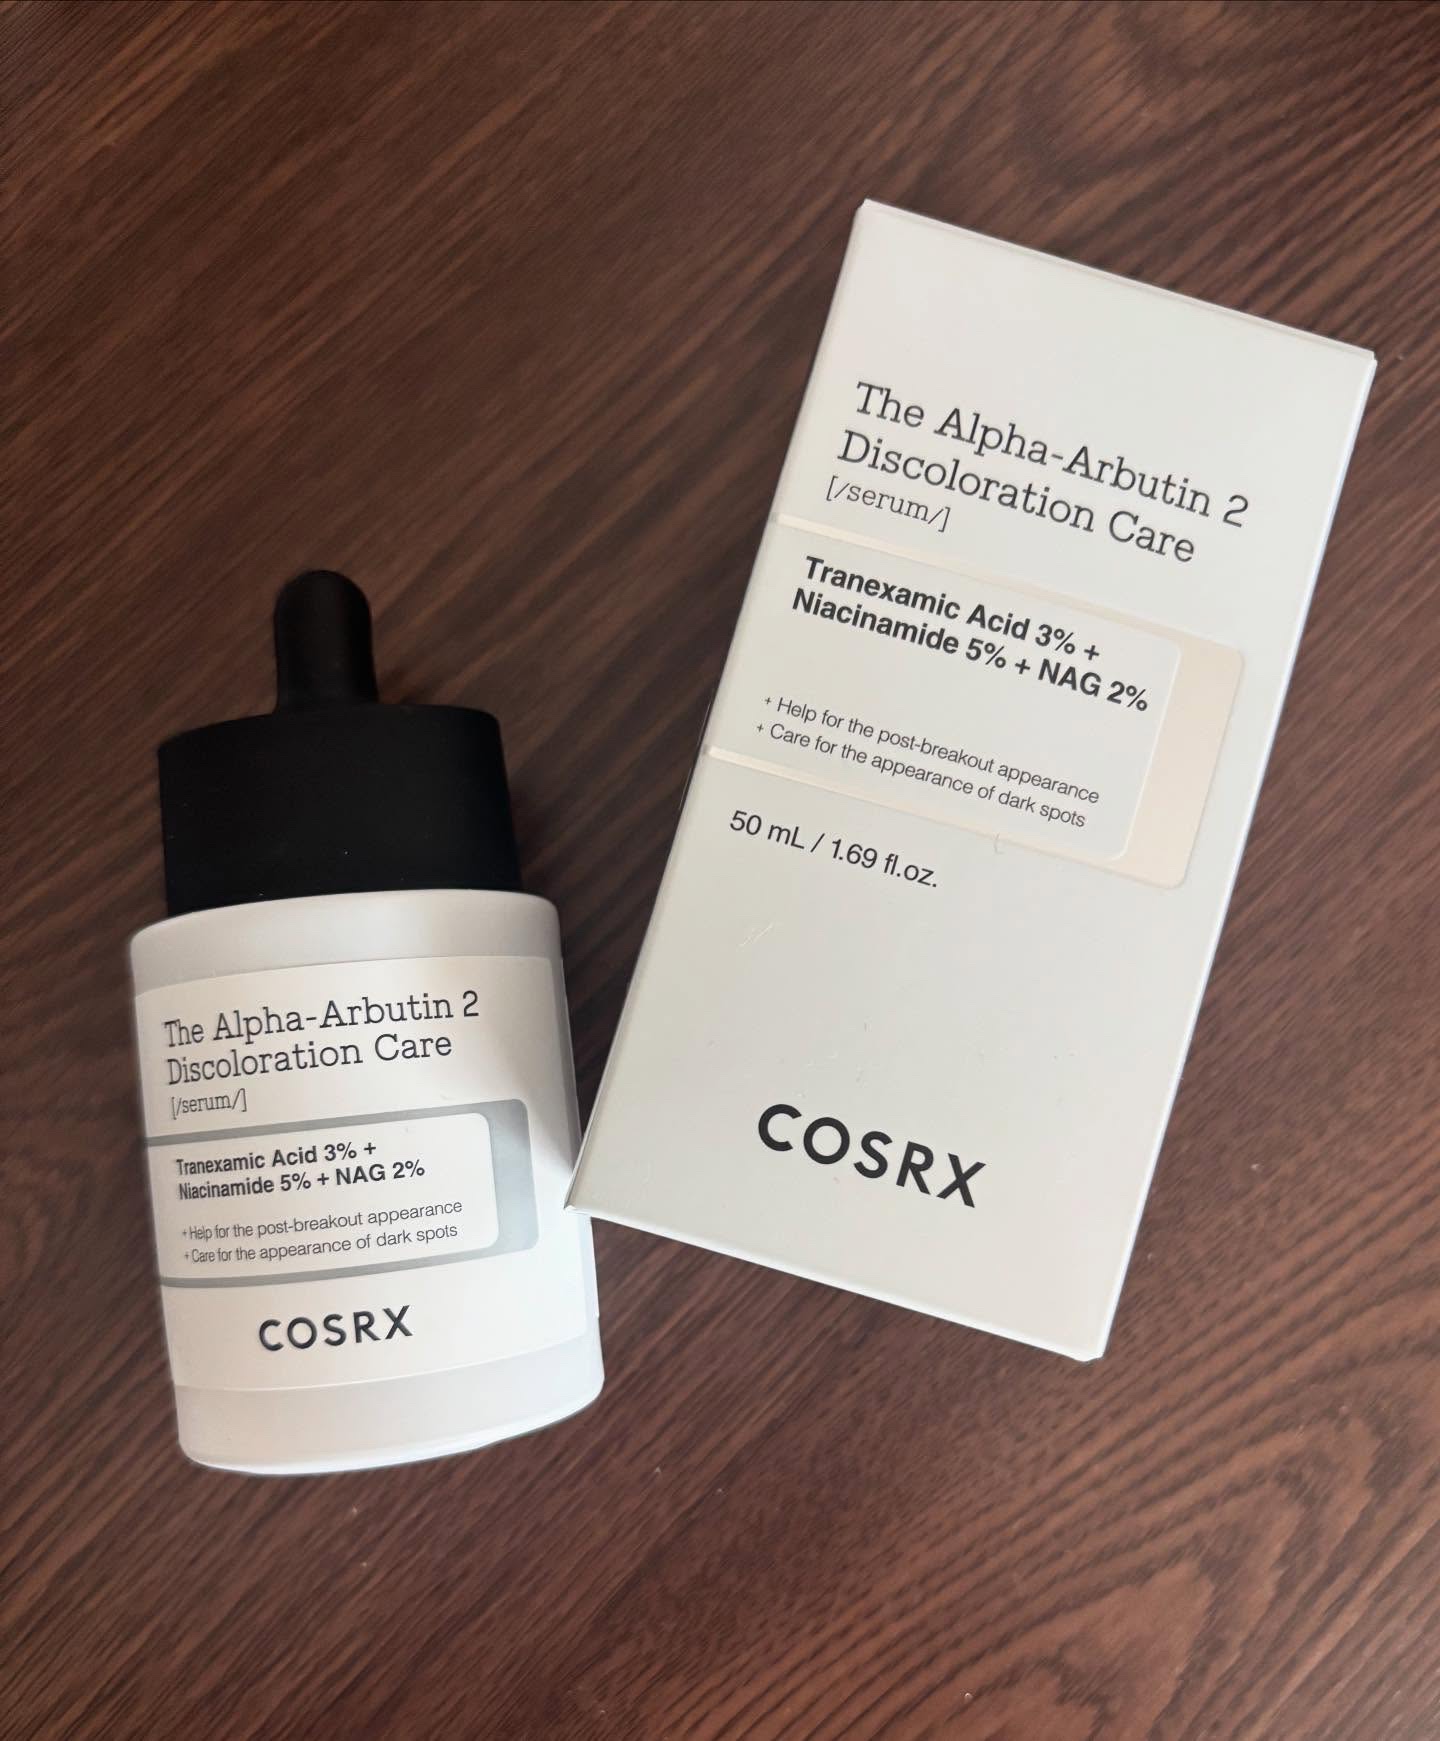 The Alpha-Arbutin 2
Discoloration Care
[/serum/]
Tranexamic Acid 3% +
Niacinamide 5% + NAG 2%
+ Help for the post-breakout appearance
+ Care for the appearance of dark spots
50 mL / 1.69 fl.oz.
COSRX
The Alpha-Arbutin 2
Discoloration Care
[/serum/]
Tranexamic Acid 3% +
Niacinamide 5% + NAG 2%
+ Help for the post-breakout appearance
+ Care for the appearance of dark spots
COSRX